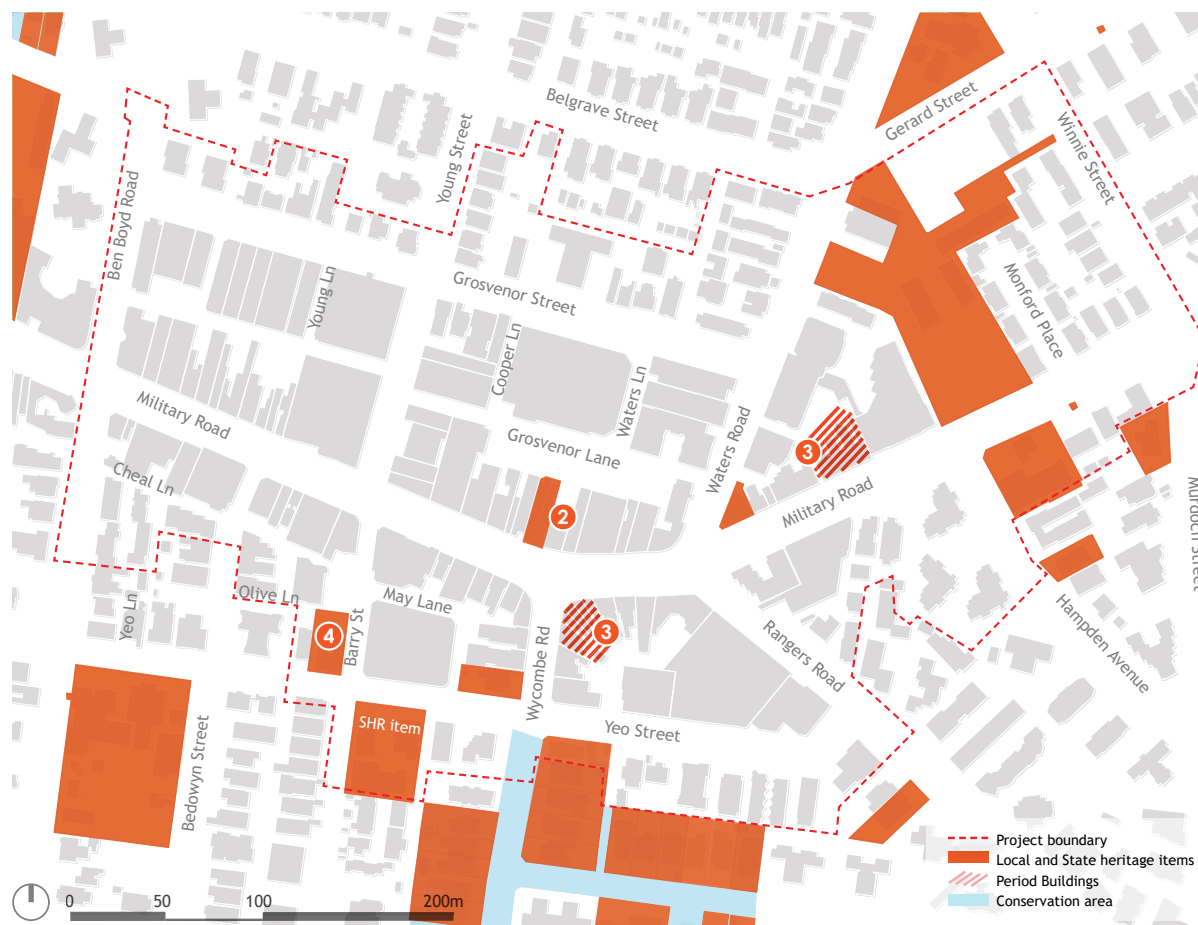 Belgrave Street
Gerard Street
Winnie Street
Young Street
Ben Boyd Road
Young Ln
Grosvenor Street
Monford Place
Cooper Ln
Waters Ln
Military Road
Grosvenor Lane
Waters Road
3
Military Road
Cheal Ln
2
Murdoch Street
Olive Ln
May Lane
Yeo Ln
4
Barry St
Wycombe Rd
3
Rangers Road
Hampden Avenue
SHR item
Yeo Street
Bedowyn Street
Project boundary
Local and State heritage items
Period Buildings
Conservation area
0 50 100 200m